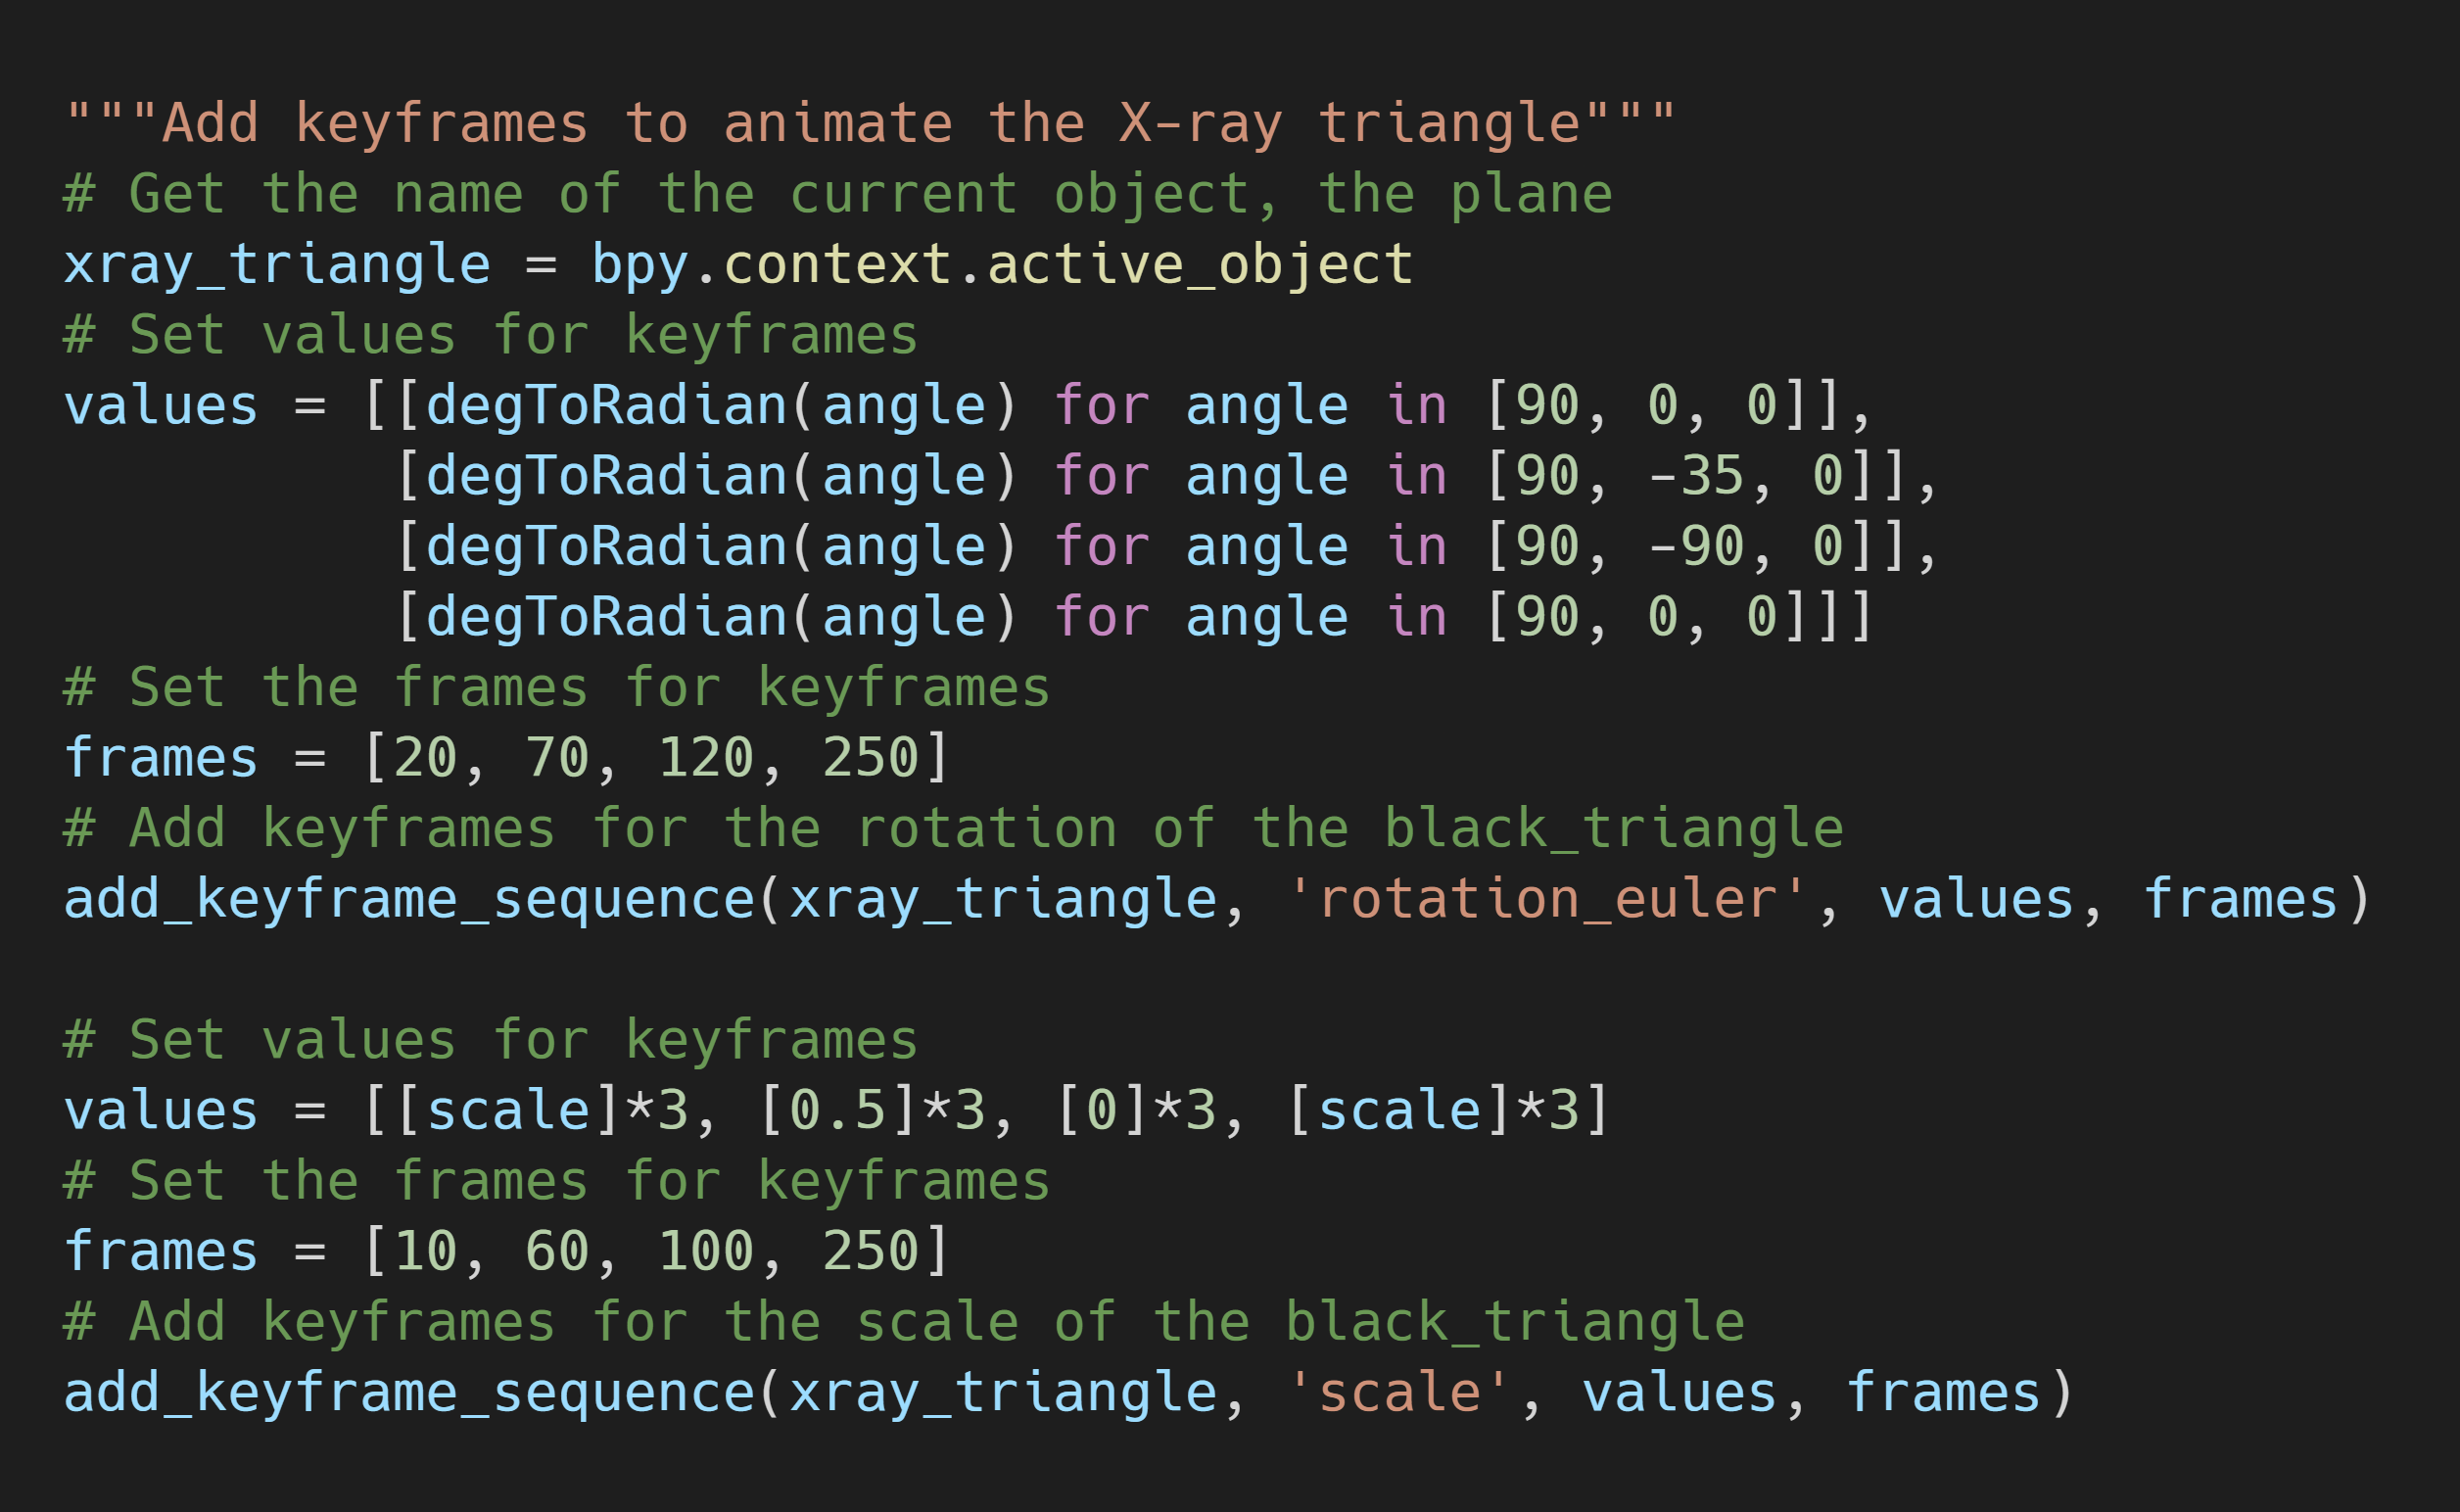 """Add keyframes to animate the X-ray triangle"""
# Get the name of the current object, the plane
xray_triangle = bpy.context.active_object
# Set values for keyframes
values = [[degToRadian(angle) for angle in [90, 0, 0]],
          [degToRadian(angle) for angle in [90, -35, 0]],
          [degToRadian(angle) for angle in [90, -90, 0]],
          [degToRadian(angle) for angle in [90, 0, 0]]]
# Set the frames for keyframes
frames = [20, 70, 120, 250]
# Add keyframes for the rotation of the black_triangle
add_keyframe_sequence(xray_triangle, 'rotation_euler', values, frames)

# Set values for keyframes
values = [[scale]*3, [0.5]*3, [0]*3, [scale]*3]
# Set the frames for keyframes
frames = [10, 60, 100, 250]
# Add keyframes for the scale of the black_triangle
add_keyframe_sequence(xray_triangle, 'scale', values, frames)